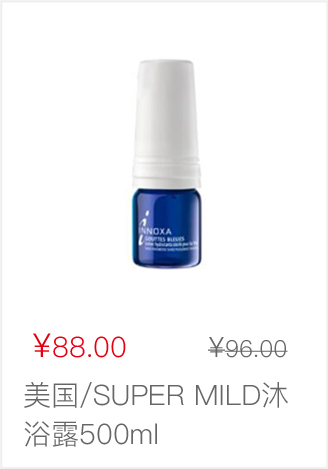 INNOXA
GOUTTES BLEUES
¥88.00
¥96.00
美国/SUPER MILD沐
浴露500ml